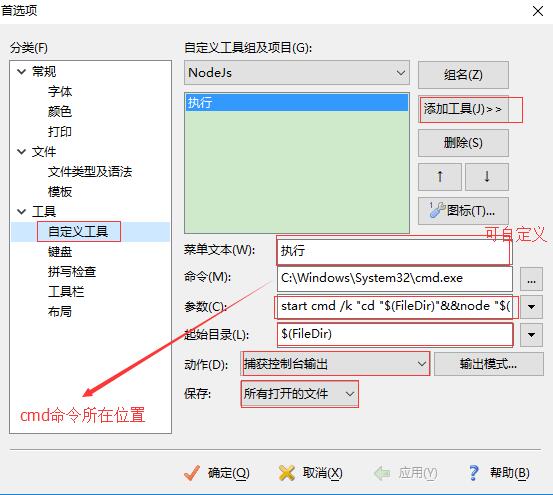 首选项
分类(F)
常规
字体
颜色
打印
文件
文件类型及语法
模板
工具
自定义工具
键盘
拼写检查
工具栏
布局
cmd命令所在位置
自定义工具组及项目(G):
NodeJs
组名(Z)
执行
添加工具(J)>>
删除(S)
↑ ↓
图标(T)...
可自定义
菜单文本(W): 执行
命令(M): C:\Windows\System32\cmd.exe ...
参数(C): start cmd /k "cd "$(FileDir)"&&node "$(
起始目录(L): $(FileDir)
动作(D): 捕获控制台输出 输出模式...
保存: 所有打开的文件
确定(Q) 取消(X) 应用(Y) ? 帮助(B)